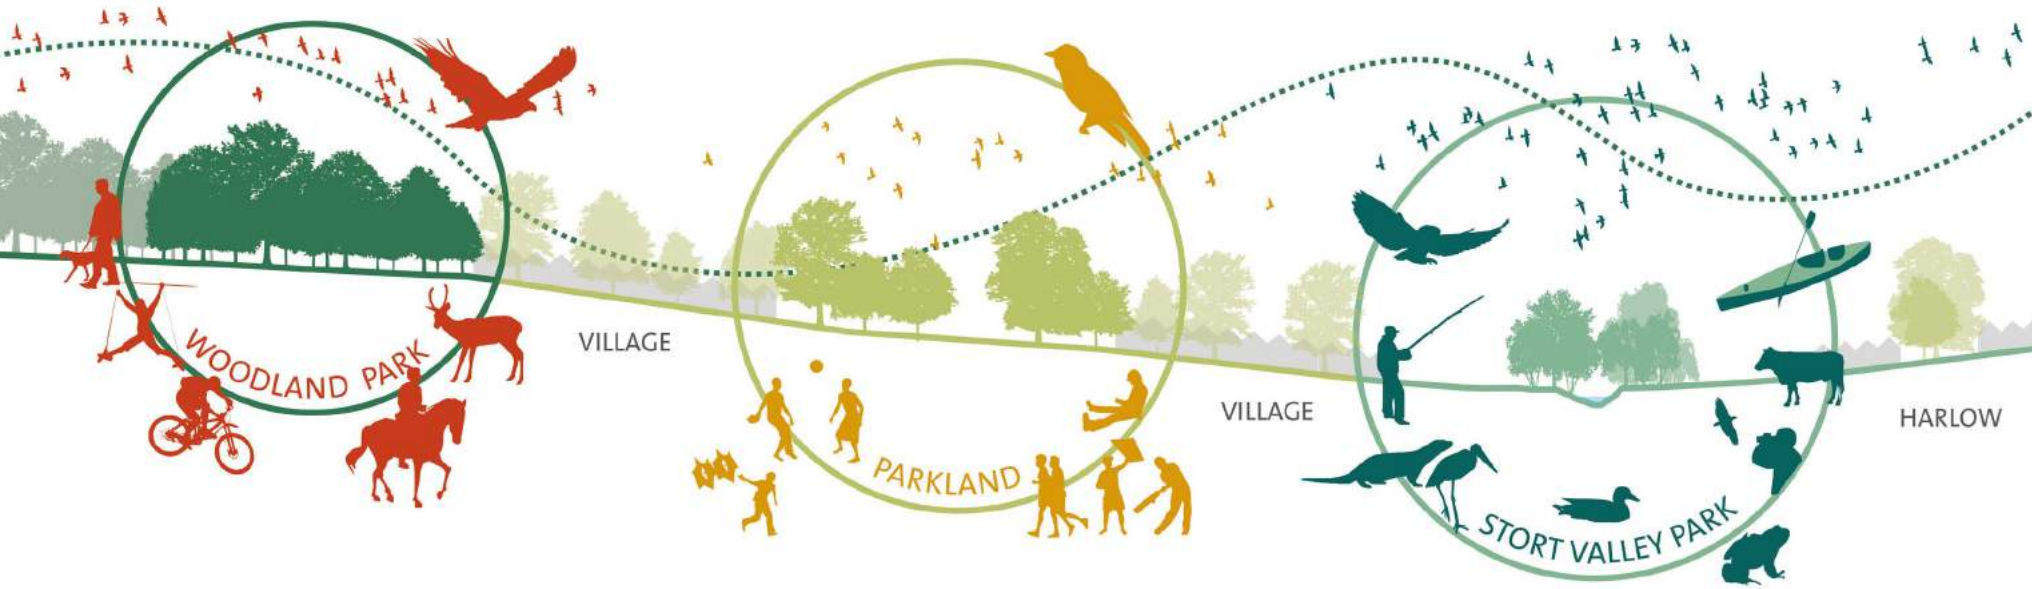 WOODLAND PARK
VILLAGE
PARKLAND
VILLAGE
STORT VALLEY PARK
HARLOW